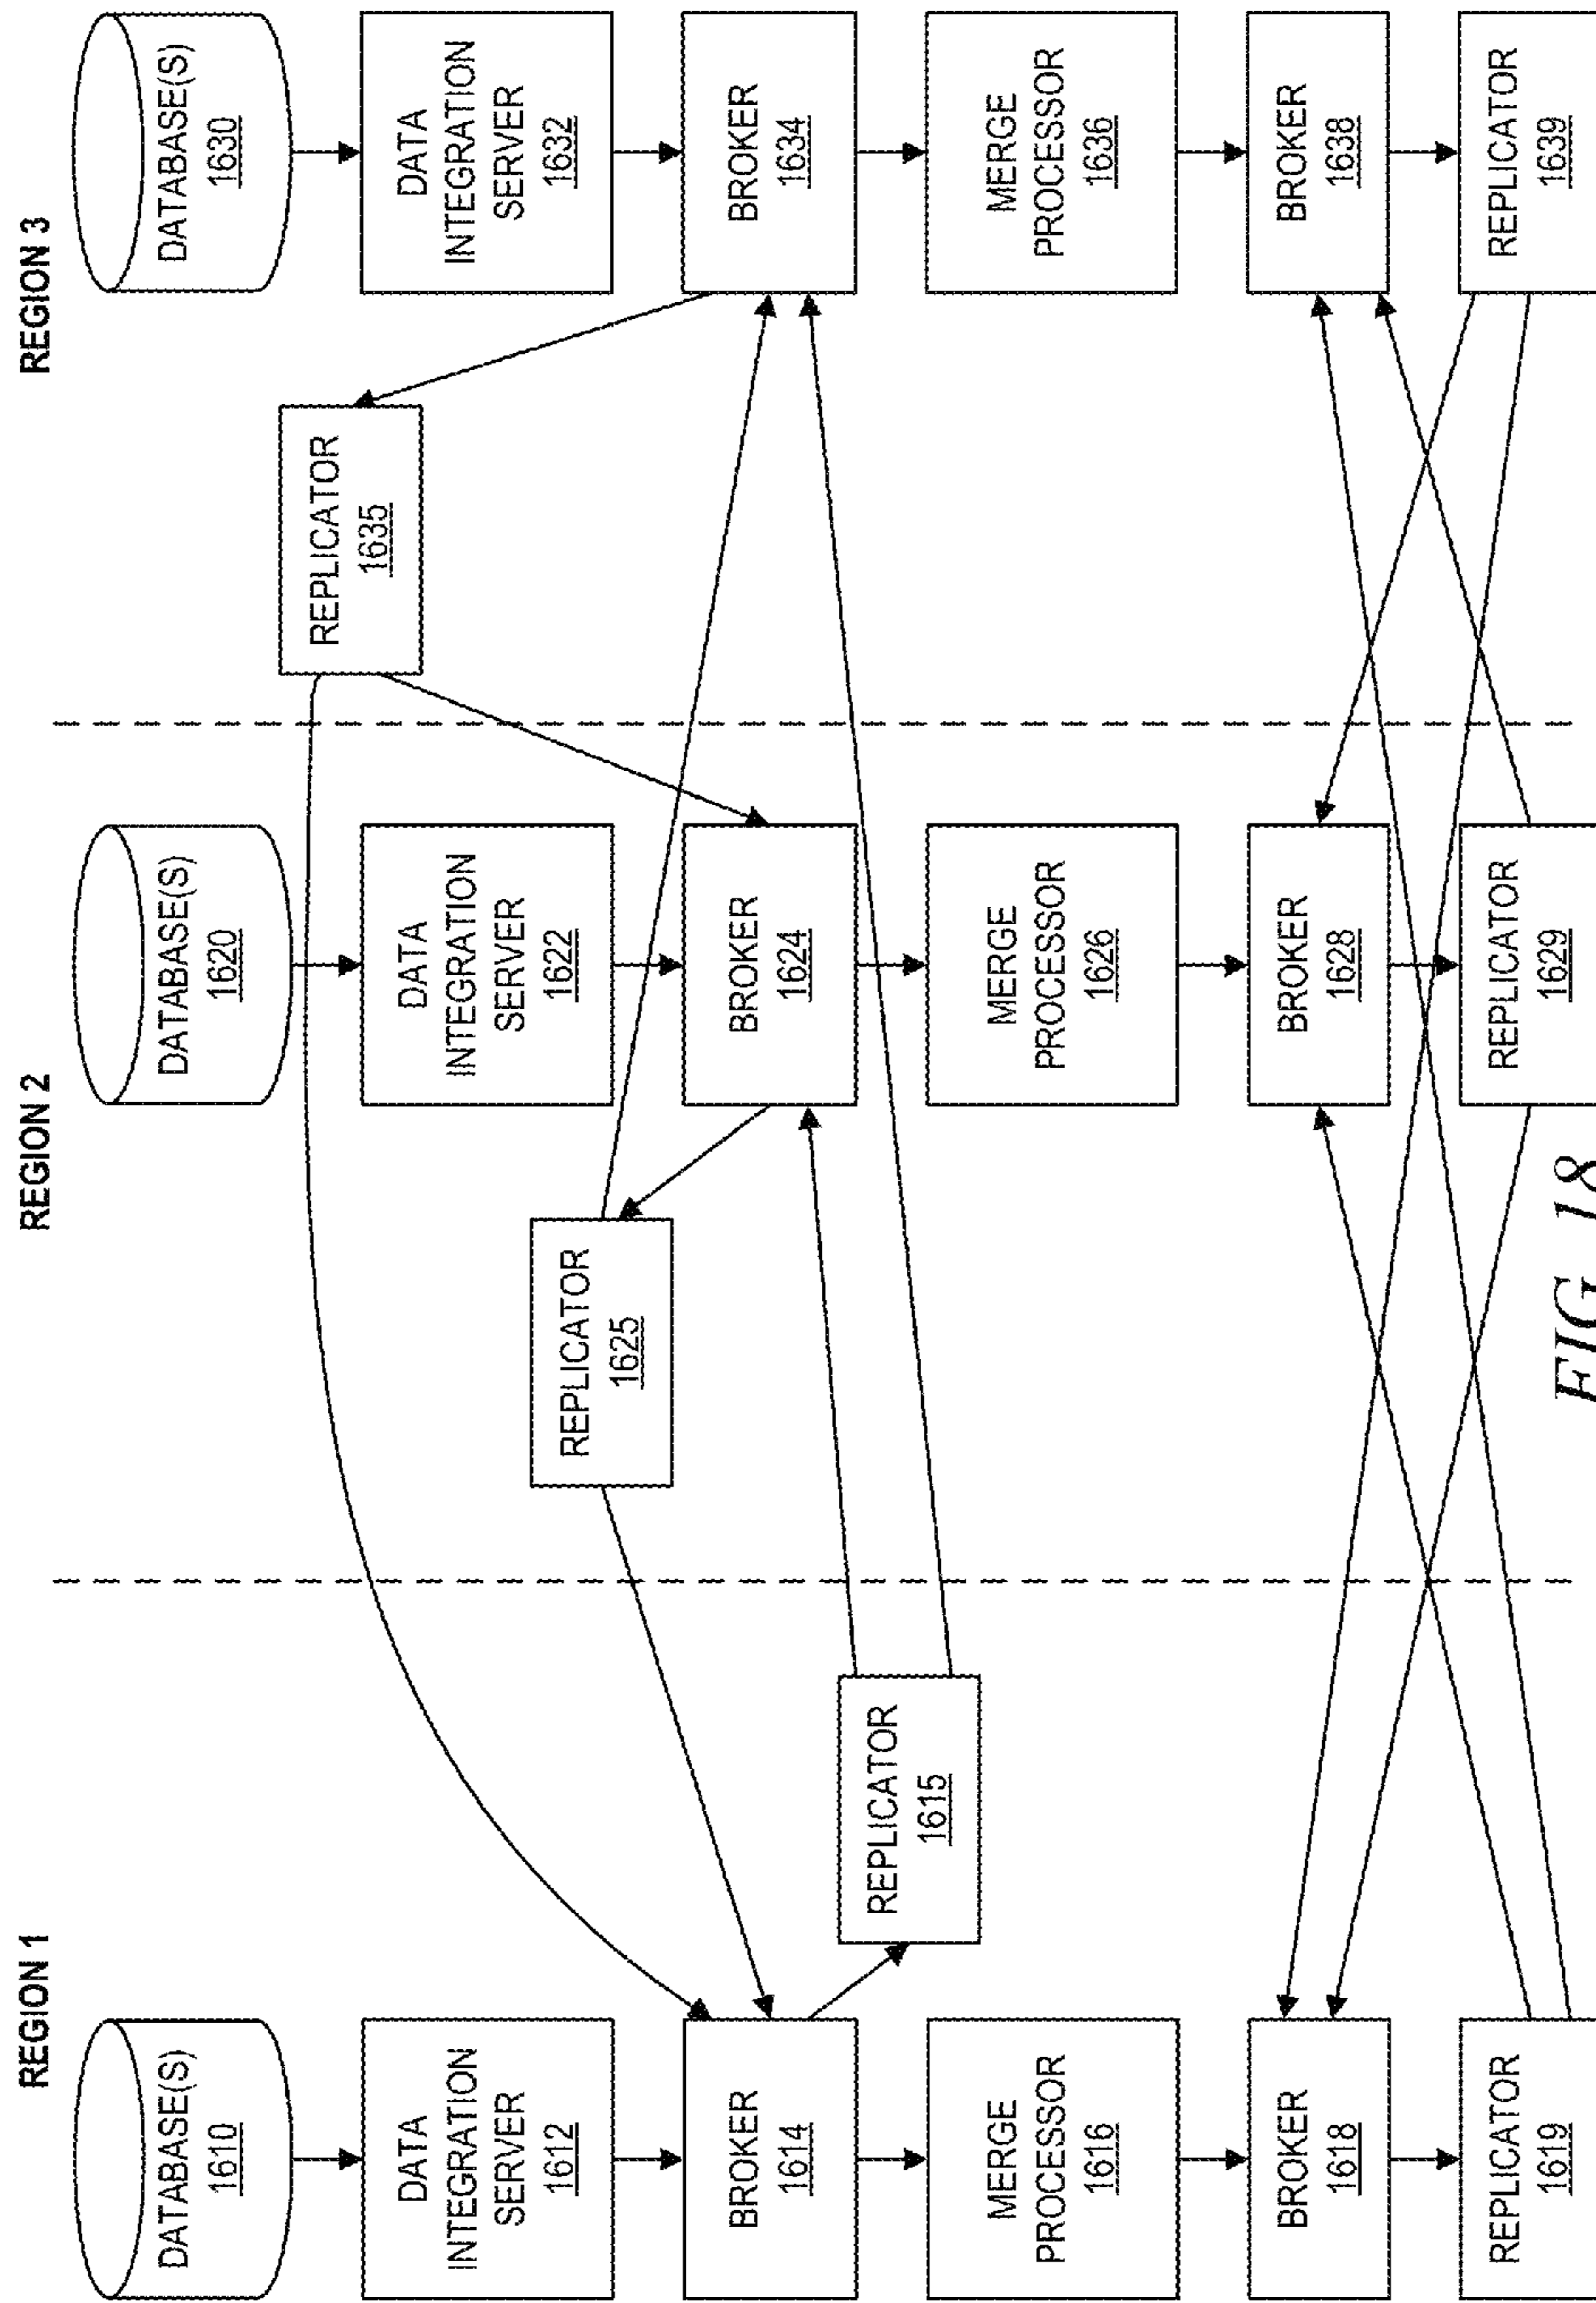 REGION 1
REGION 2
REGION 3
DATABASE(S)
1610
DATA
INTEGRATION
SERVER
1612
BROKER
1614
REPLICATOR
1615
MERGE
PROCESSOR
1616
BROKER
1618
REPLICATOR
1619
DATABASE(S)
1620
DATA
INTEGRATION
SERVER
1622
BROKER
1624
REPLICATOR
1625
MERGE
PROCESSOR
1626
BROKER
1628
REPLICATOR
1629
DATABASE(S)
1630
DATA
INTEGRATION
SERVER
1632
BROKER
1634
REPLICATOR
1635
MERGE
PROCESSOR
1636
BROKER
1638
REPLICATOR
1639
FIG. 18